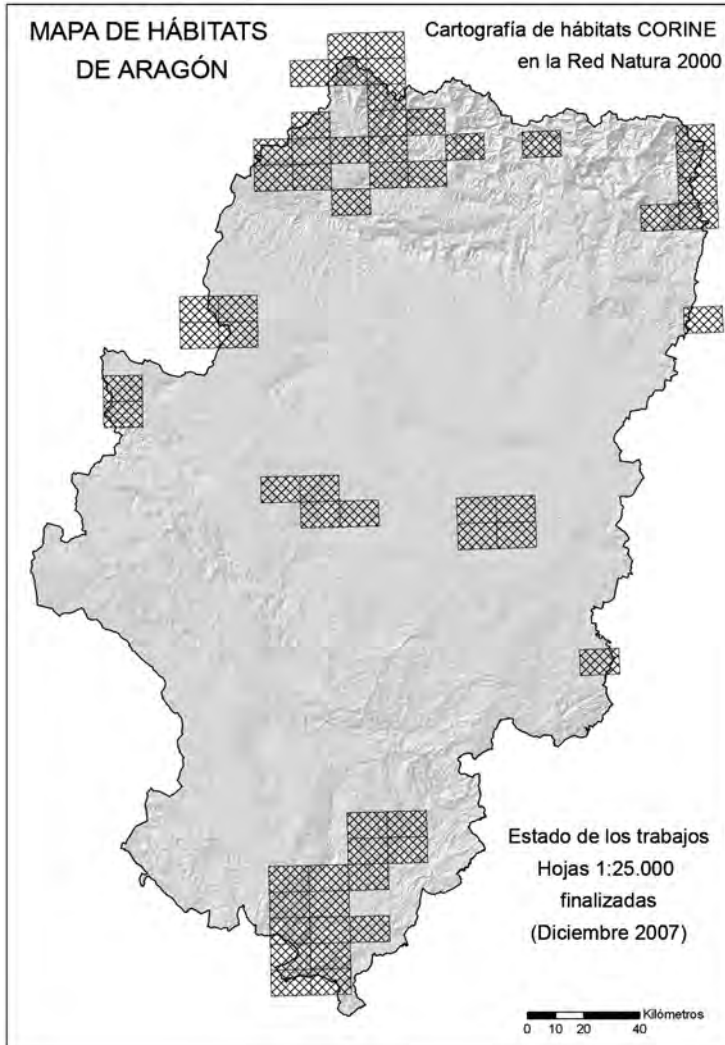 MAPA DE HÁBITATS
DE ARAGÓN
Cartografía de hábitats CORINE
en la Red Natura 2000
Estado de los trabajos
Hojas 1:25.000
finalizadas
(Diciembre 2007)
Kilómetros
0 10 20 40